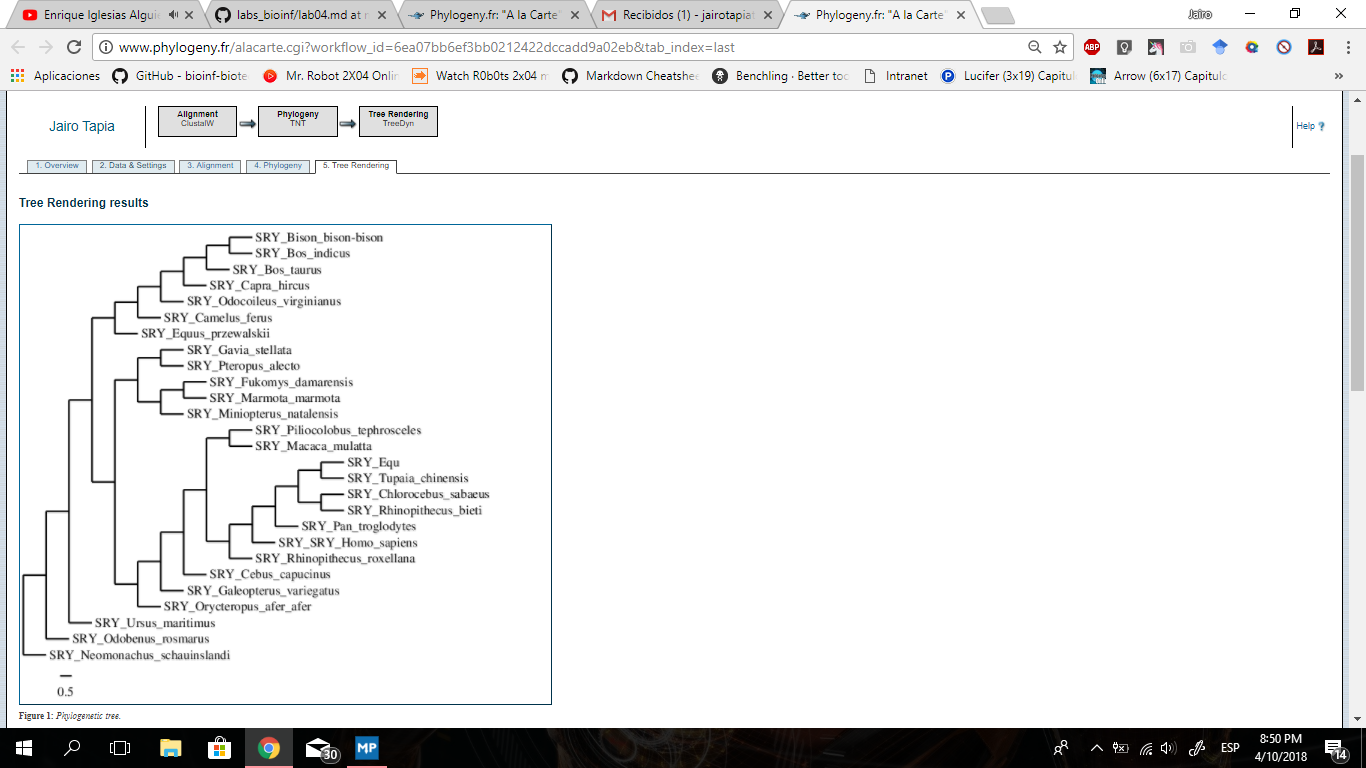 Enrique Iglesias Algui
labs_bioinf/lab04.md at r
Phylogeny.fr: "A la Carte"
Recibidos (1) - jairotapiat
Phylogeny.fr: "A la Carte"
Jairo
www.phylogeny.fr/alacarte.cgi?workflow_id=6ea07bb6ef3bb0212422dccadd9a02eb&tab_index=last
ABP
Aplicaciones
GitHub - bioinf-biote
Mr. Robot 2X04 Onlin
Watch R0b0ts 2x04 m
Markdown Cheatshee
Benchling · Better too
Intranet
Lucifer (3x19) Capitul
Arrow (6x17) Capitulo
»
Jairo Tapia
Alignment
ClustalW
Phylogeny
TNT
Tree Rendering
TreeDyn
Help ?
1. Overview
2. Data & Settings
3. Alignment
4. Phylogeny
5. Tree Rendering
Tree Rendering results
SRY_Bison_bison-bison
SRY_Bos_indicus
SRY_Bos_taurus
SRY_Capra_hircus
SRY_Odocoileus_virginianus
SRY_Camelus_ferus
SRY_Equus_przewalskii
SRY_Gavia_stellata
SRY_Pteropus_alecto
SRY_Fukomys_damarensis
SRY_Marmota_marmota
SRY_Miniopterus_natalensis
SRY_Piliocolobus_tephrosceles
SRY_Macaca_mulatta
SRY_Equ
SRY_Tupaia_chinensis
SRY_Chlorocebus_sabaeus
SRY_Rhinopithecus_bieti
SRY_Pan_troglodytes
SRY_SRY_Homo_sapiens
SRY_Rhinopithecus_roxellana
SRY_Cebus_capucinus
SRY_Galeopterus_variegatus
SRY_Orycteropus_afer_afer
SRY_Ursus_maritimus
SRY_Odobenus_rosmarus
SRY_Neomonachus_schauinslandi
0.5
Figure 1: Phylogenetic tree.
30
MP
ESP
8:50 PM
4/10/2018
14